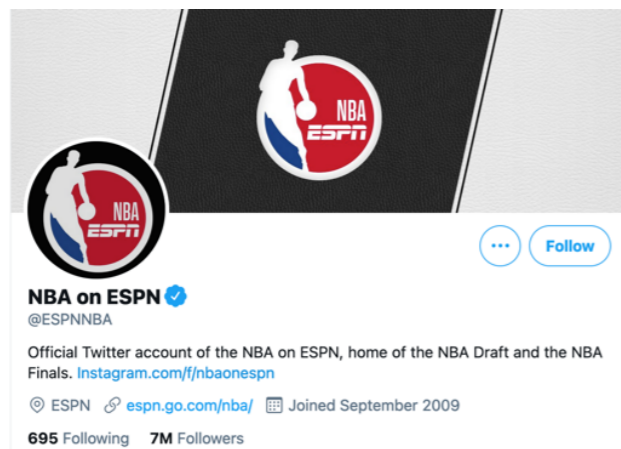 NBA
ESPN
NBA
ESPN
Follow
NBA on ESPN
@ESPNNBA
Official Twitter account of the NBA on ESPN, home of the NBA Draft and the NBA
Finals. Instagram.com/f/nbaonespn
ESPN espn.go.com/nba/ Joined September 2009
695 Following 7M Followers